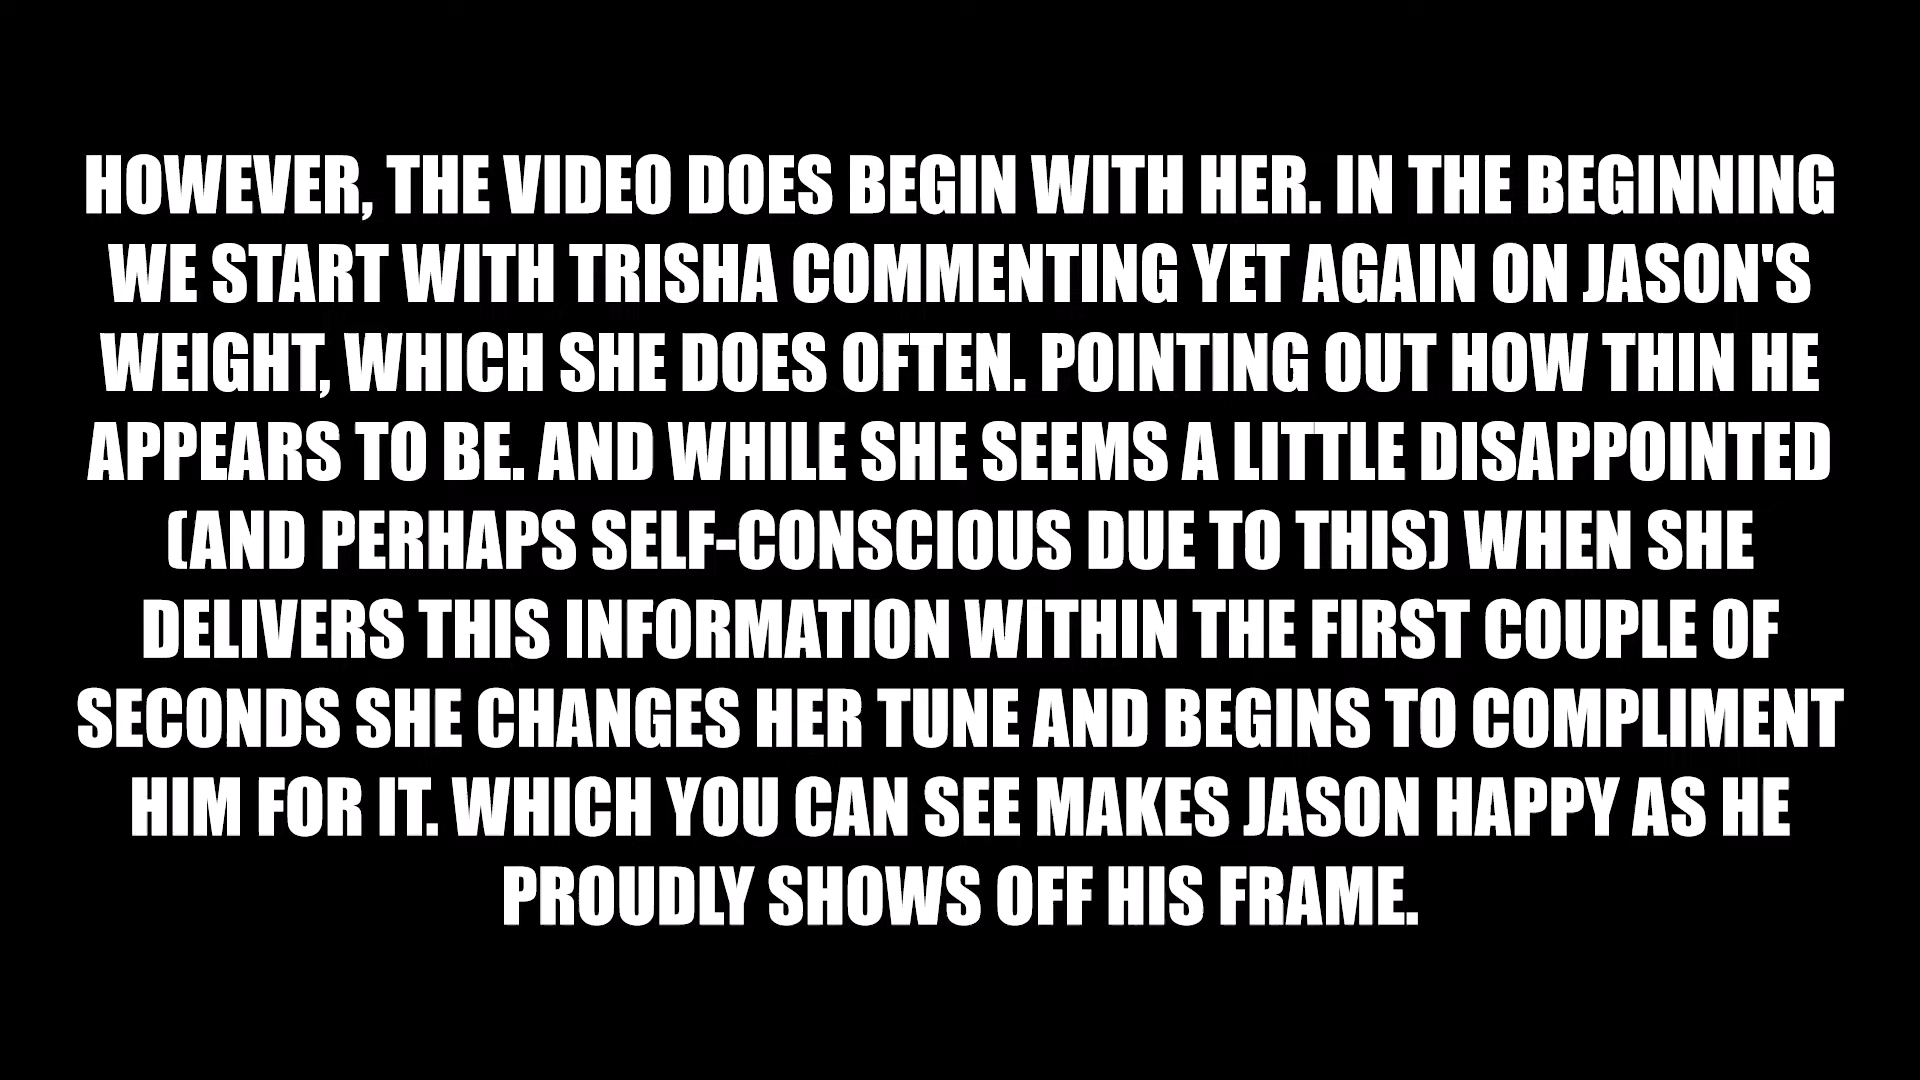 HOWEVER, THE VIDEO DOES BEGIN WITH HER. IN THE BEGINNING
WE START WITH TRISHA COMMENTING YET AGAIN ON JASON'S
WEIGHT, WHICH SHE DOES OFTEN. POINTING OUT HOW THIN HE
APPEARS TO BE. AND WHILE SHE SEEMS A LITTLE DISAPPOINTED
(AND PERHAPS SELF-CONSCIOUS DUE TO THIS) WHEN SHE
DELIVERS THIS INFORMATION WITHIN THE FIRST COUPLE OF
SECONDS SHE CHANGES HER TUNE AND BEGINS TO COMPLIMENT
HIM FOR IT. WHICH YOU CAN SEE MAKES JASON HAPPY AS HE
PROUDLY SHOWS OFF HIS FRAME.